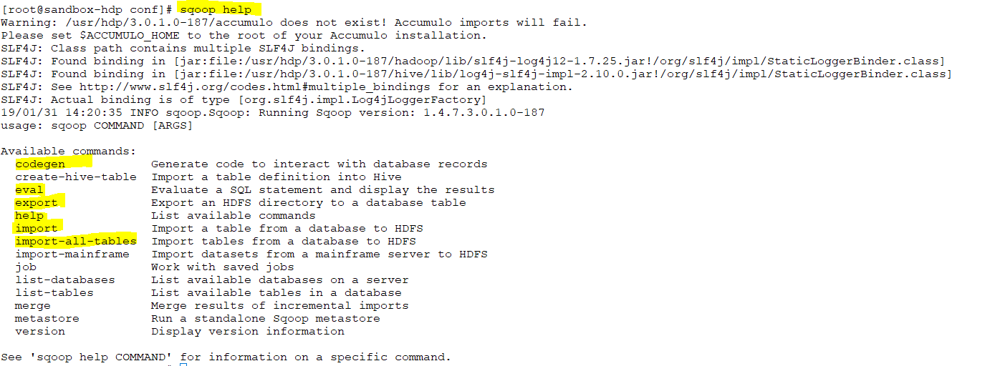 [root@sandbox-hdp conf]# sqoop help
Warning: /usr/hdp/3.0.1.0-187/accumulo does not exist! Accumulo imports will fail.
Please set $ACCUMULO_HOME to the root of your Accumulo installation.
SLF4J: Class path contains multiple SLF4J bindings.
SLF4J: Found binding in [jar:file:/usr/hdp/3.0.1.0-187/hadoop/lib/slf4j-log4j12-1.7.25.jar!/org/slf4j/impl/StaticLoggerBinder.class]
SLF4J: Found binding in [jar:file:/usr/hdp/3.0.1.0-187/hive/lib/log4j-slf4j-impl-2.10.0.jar!/org/slf4j/impl/StaticLoggerBinder.class]
SLF4J: See http://www.slf4j.org/codes.html#multiple_bindings for an explanation.
SLF4J: Actual binding is of type [org.slf4j.impl.Log4jLoggerFactory]
19/01/31 14:20:35 INFO sqoop.Sqoop: Running Sqoop version: 1.4.7.3.0.1.0-187
usage: sqoop COMMAND [ARGS]

Available commands:
  codegen            Generate code to interact with database records
  create-hive-table  Import a table definition into Hive
  eval               Evaluate a SQL statement and display the results
  export             Export an HDFS directory to a database table
  help               List available commands
  import             Import a table from a database to HDFS
  import-all-tables  Import tables from a database to HDFS
  import-mainframe   Import datasets from a mainframe server to HDFS
  job                Work with saved jobs
  list-databases     List available databases on a server
  list-tables        List available tables in a database
  merge              Merge results of incremental imports
  metastore          Run a standalone Sqoop metastore
  version            Display version information

See 'sqoop help COMMAND' for information on a specific command.